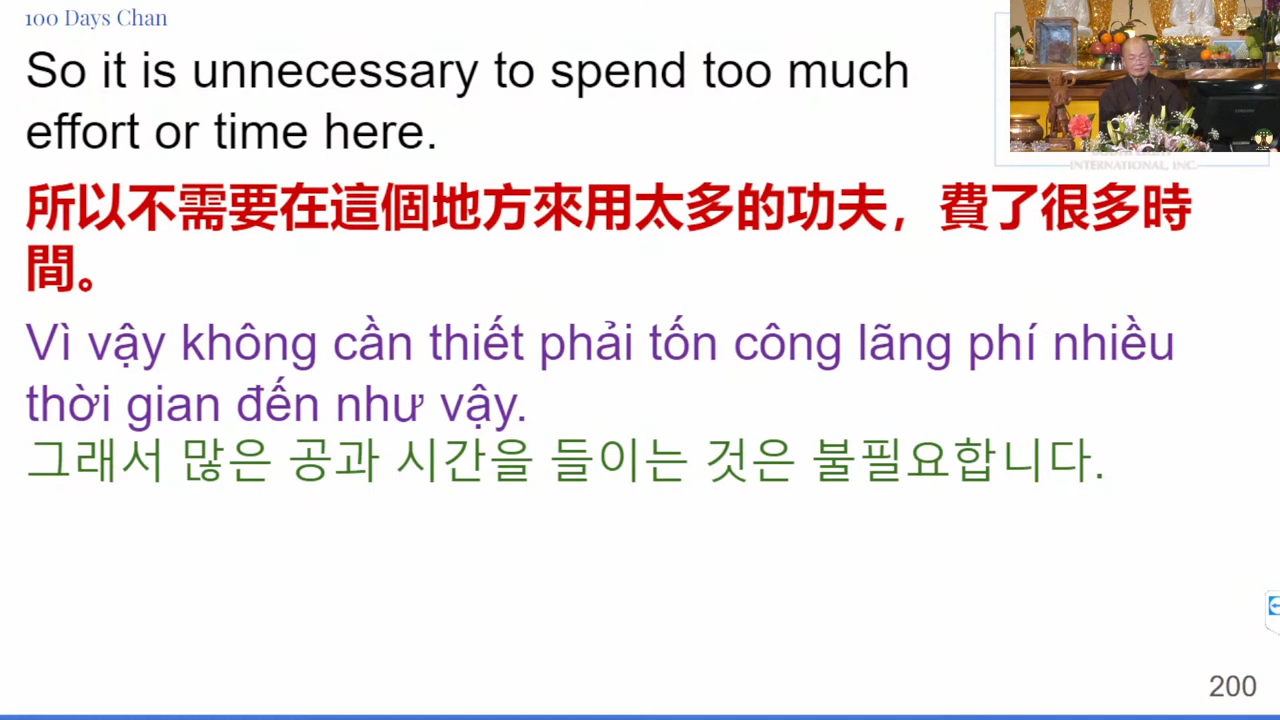 100 Days Chan
So it is unnecessary to spend too much
effort or time here.
所以不需要在這個地方來用太多的功夫，費了很多時
間。
Vì vậy không cần thiết phải tốn công lãng phí nhiều
thời gian đến như vậy.
그래서 많은 공과 시간을 들이는 것은 불필요합니다.
INTERNATIONAL, INC.
200